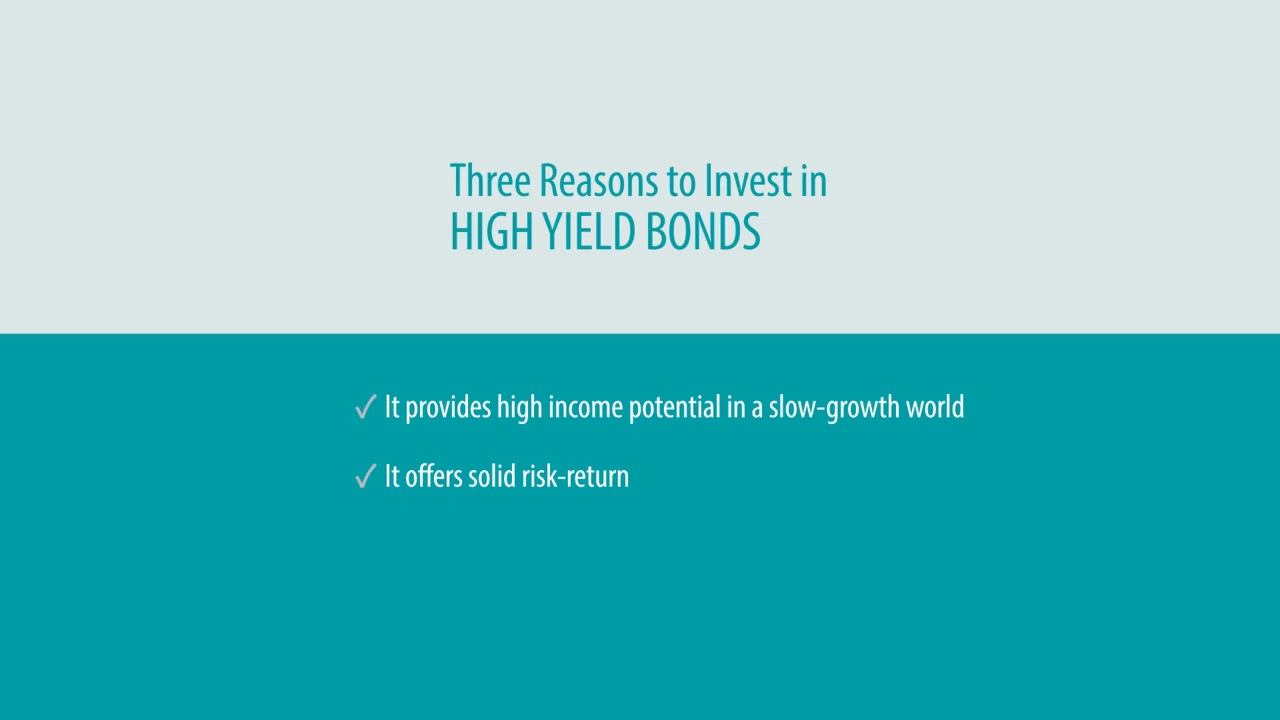 Three Reasons to Invest in
HIGH YIELD BONDS
✓ It provides high income potential in a slow-growth world
✓ It offers solid risk-return